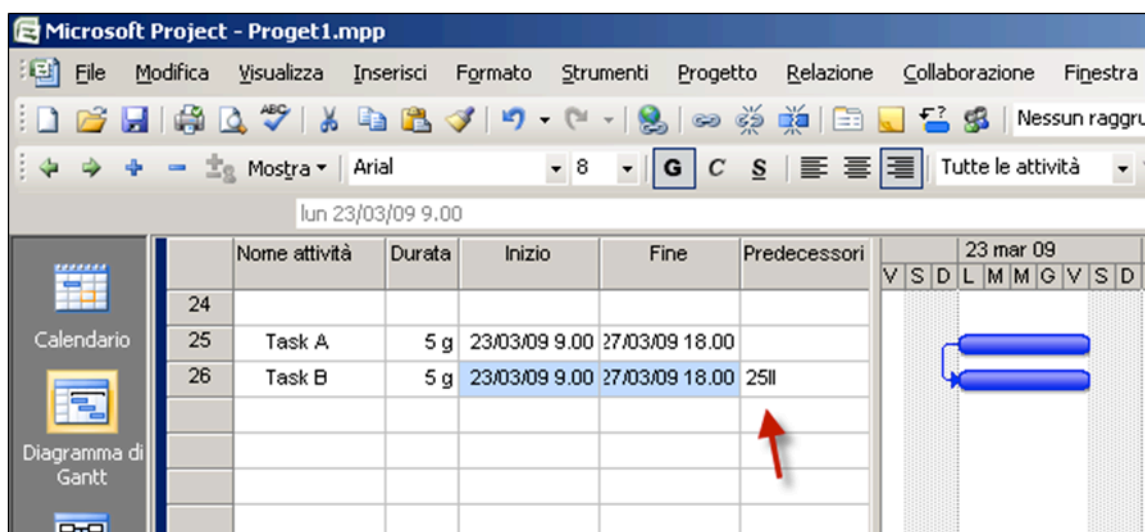 Microsoft Project - Proget1.mpp
File Modifica Visualizza Inserisci Formato Strumenti Progetto Relazione Collaborazione Finestra
ABC Nessun raggru
Mostra Arial 8 G C S Tutte le attività
lun 23/03/09 9.00
Nome attività Durata Inizio Fine Predecessori 23 mar 09
V S D L M M G V S D
24
Calendario
25 Task A 5 g 23/03/09 9.00 27/03/09 18.00
26 Task B 5 g 23/03/09 9.00 27/03/09 18.00 25II
Diagramma di
Gantt